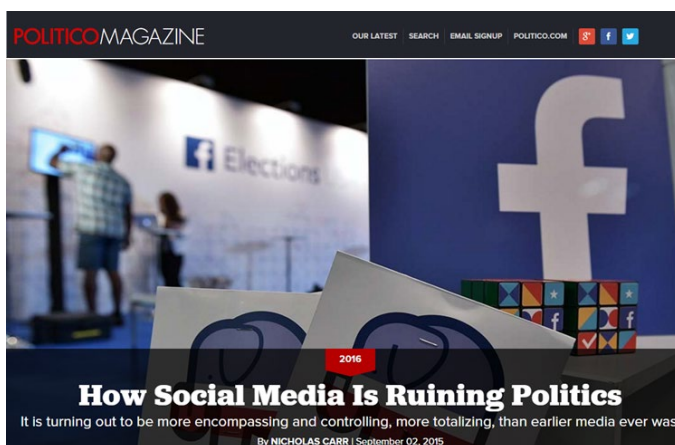 POLITICO MAGAZINE
OUR LATEST SEARCH EMAIL SIGNUP POLITICO.COM g+ f
f Elections
f
f
2016
How Social Media Is Ruining Politics
It is turning out to be more encompassing and controlling, more totalizing, than earlier media ever was
By NICHOLAS CARR | September 02, 2015